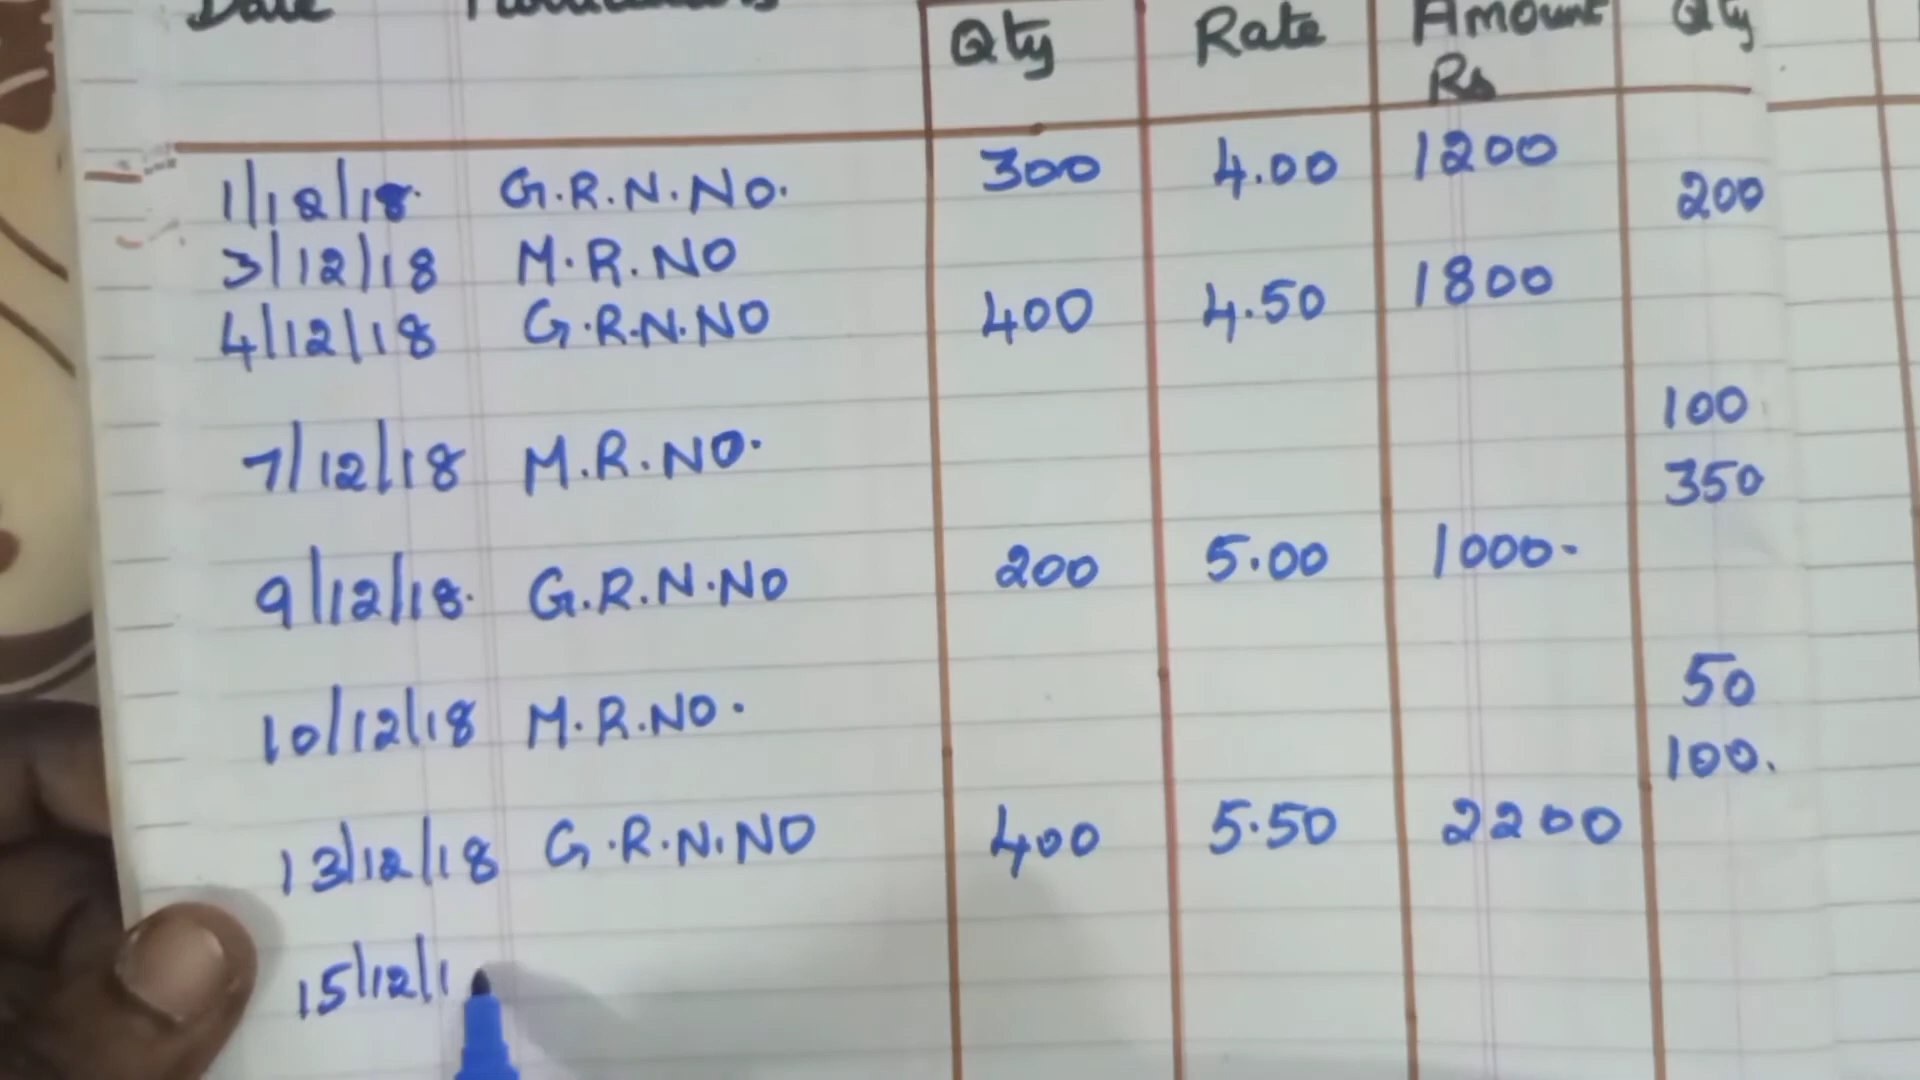 Date Particulars Qty Rate Amount Qty
Rs
1/12/18. G.R.N.NO. 300 4.00 1200
200
3/12/18 M.R.NO
4/12/18 G.R.N.NO 400 4.50 1800
100
7/12/18 M.R.NO.
350
9/12/18. G.R.N.NO 200 5.00 1000-
50
10/12/18 M.R.NO.
100.
13/12/18 G.R.N.NO 400 5.50 2200
15/12/1